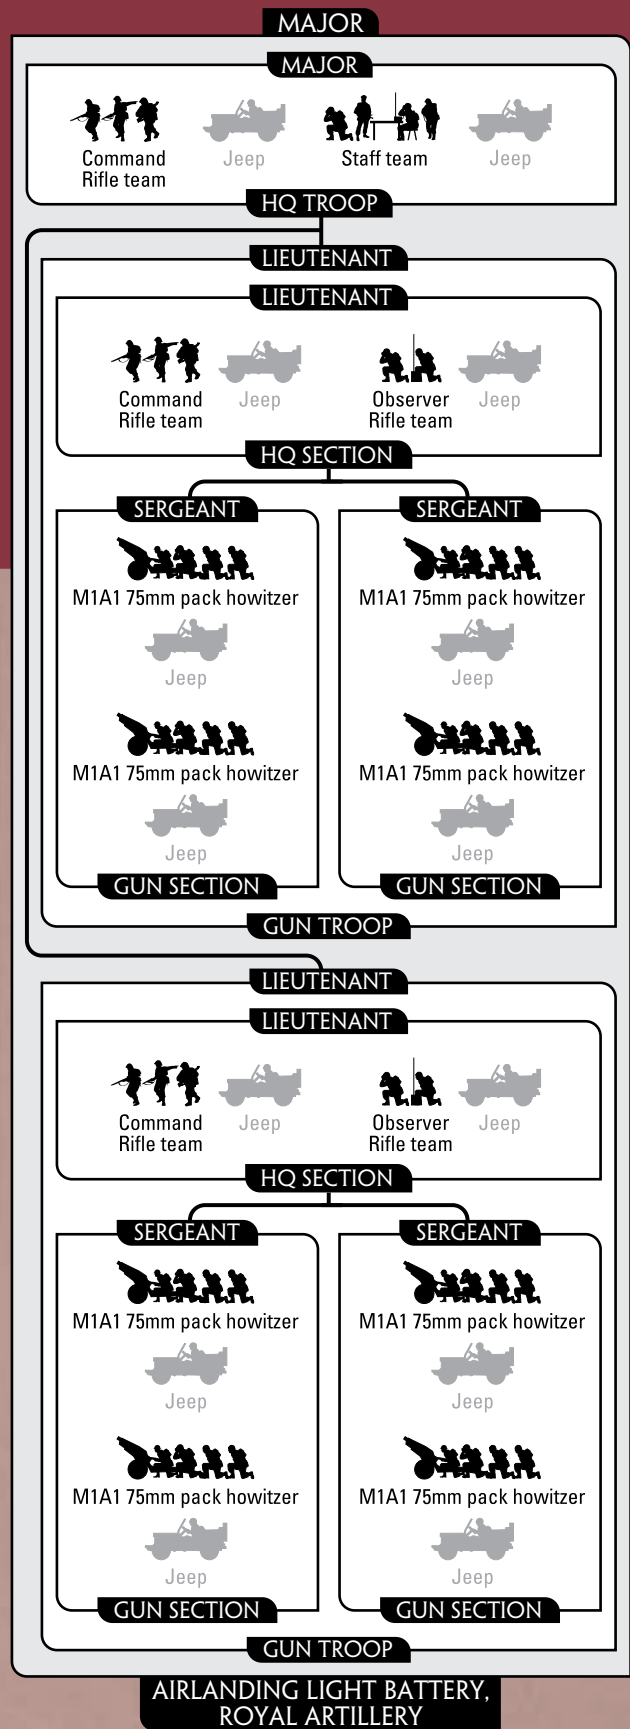 MAJOR
MAJOR
Command
Rifle team
Jeep
Staff team
Jeep
HQ TROOP
LIEUTENANT
LIEUTENANT
Command
Rifle team
Jeep
Observer
Rifle team
Jeep
HQ SECTION
SERGEANT
M1A1 75mm pack howitzer
Jeep
M1A1 75mm pack howitzer
Jeep
GUN SECTION
SERGEANT
M1A1 75mm pack howitzer
Jeep
M1A1 75mm pack howitzer
Jeep
GUN SECTION
GUN TROOP
LIEUTENANT
LIEUTENANT
Command
Rifle team
Jeep
Observer
Rifle team
Jeep
HQ SECTION
SERGEANT
M1A1 75mm pack howitzer
Jeep
M1A1 75mm pack howitzer
Jeep
GUN SECTION
SERGEANT
M1A1 75mm pack howitzer
Jeep
M1A1 75mm pack howitzer
Jeep
GUN SECTION
GUN TROOP
AIRLANDING LIGHT BATTERY,
ROYAL ARTILLERY